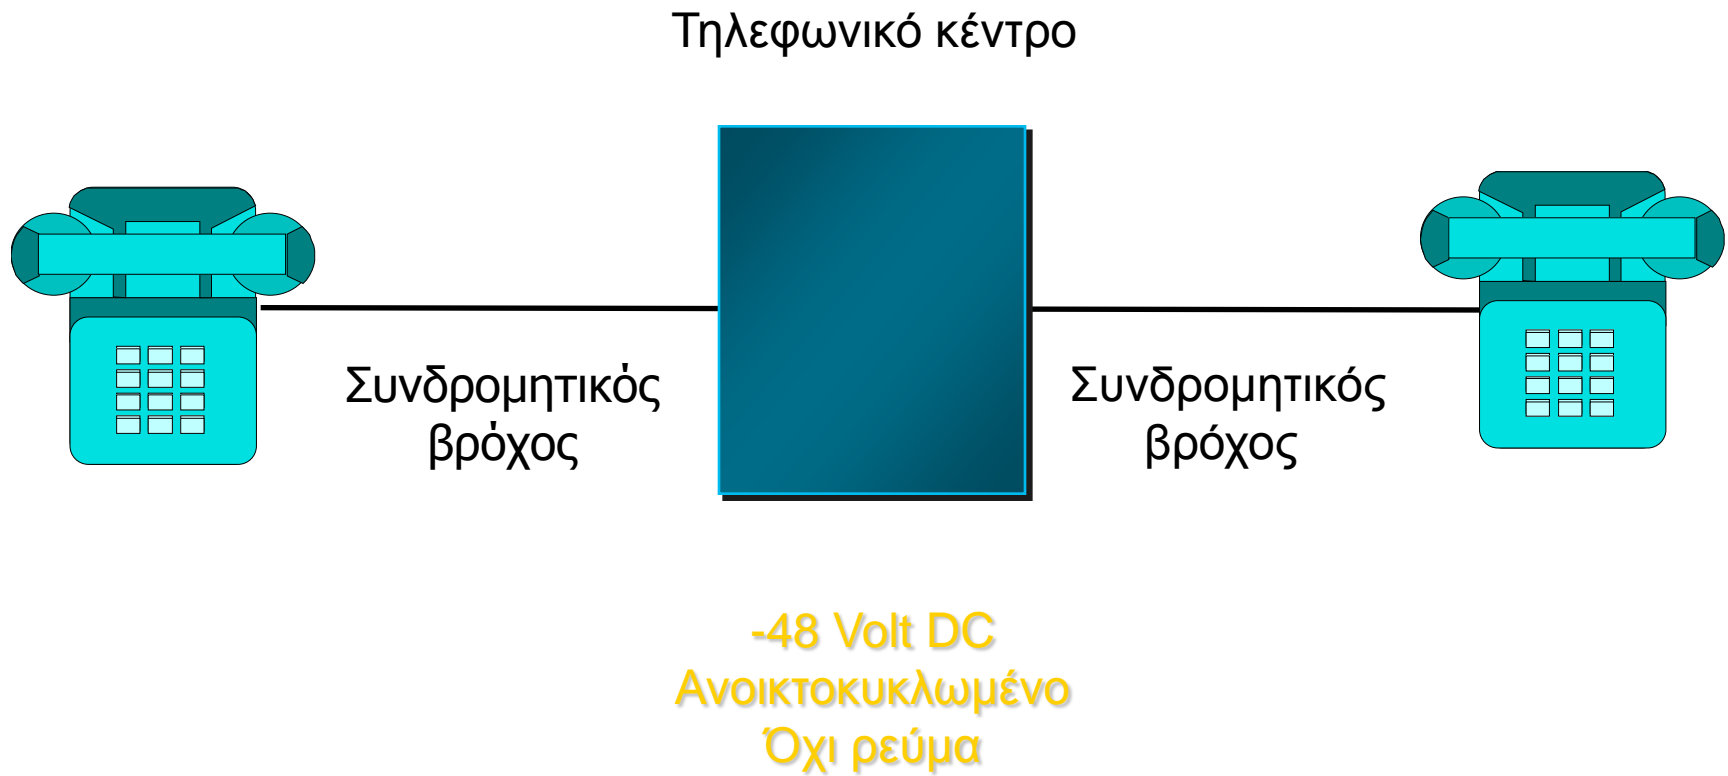 Τηλεφωνικό κέντρο
Συνδρομητικός
βρόχος
Συνδρομητικός
βρόχος
-48 Volt DC
Ανοικτοκυκλωμένο
Όχι ρεύμα